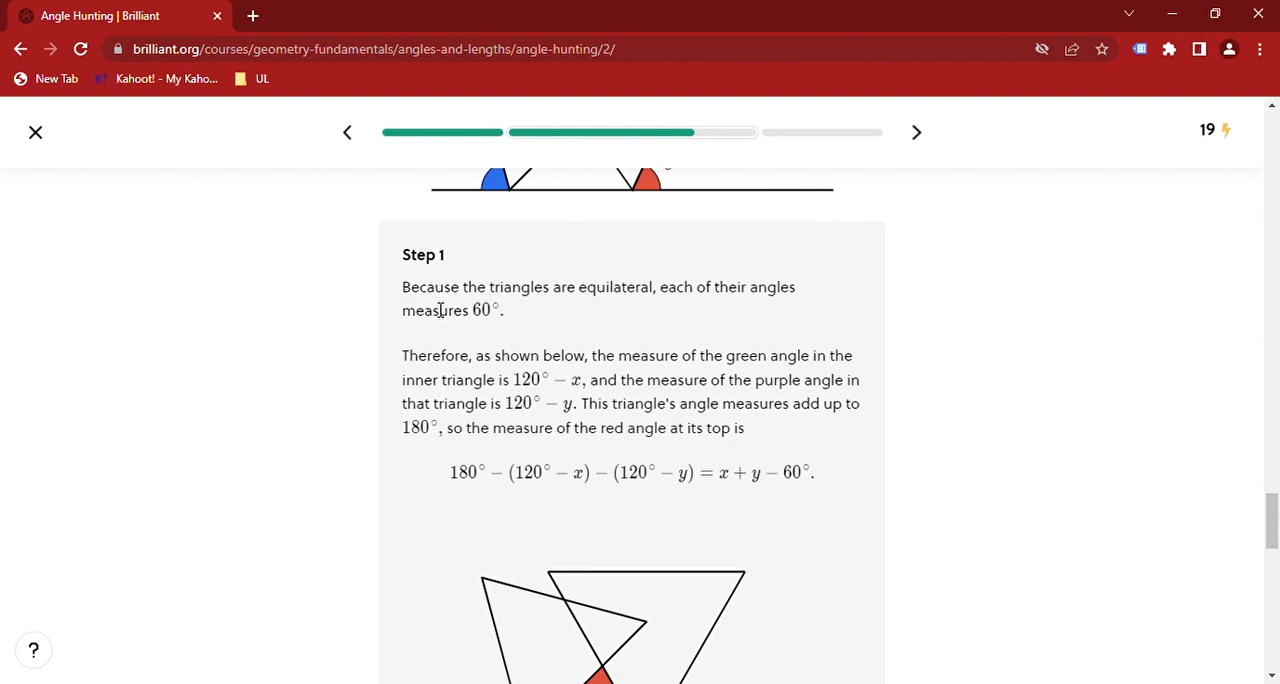 Angle Hunting | Brilliant
brilliant.org/courses/geometry-fundamentals/angles-and-lengths/angle-hunting/2/
New Tab Kahoot! - My Kaho... UL
19
Step 1
Because the triangles are equilateral, each of their angles
measures 60°.
Therefore, as shown below, the measure of the green angle in the
inner triangle is 120° − x, and the measure of the purple angle in
that triangle is 120° − y. This triangle's angle measures add up to
180°, so the measure of the red angle at its top is
180° − (120° − x) − (120° − y) = x + y − 60°.
?